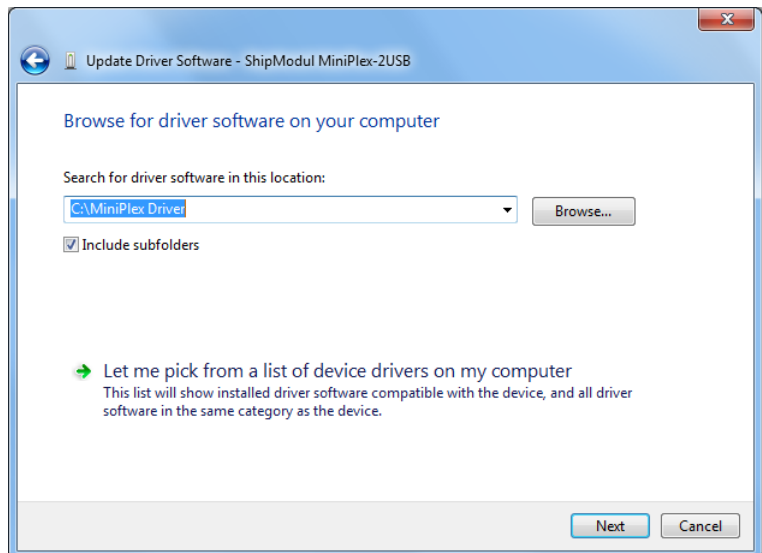 Update Driver Software - ShipModul MiniPlex-2USB
Browse for driver software on your computer
Search for driver software in this location:
C:\MiniPlex Driver
Browse...
Include subfolders
Let me pick from a list of device drivers on my computer
This list will show installed driver software compatible with the device, and all driver
software in the same category as the device.
Next
Cancel